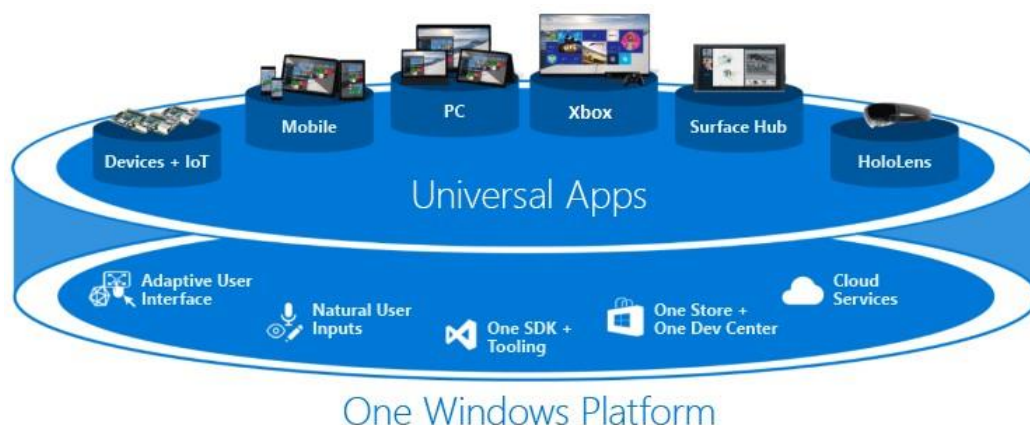 Devices + IoT
Mobile
PC
Xbox
Surface Hub
HoloLens
Universal Apps
Adaptive User
Interface
Natural User
Inputs
One SDK +
Tooling
One Store +
One Dev Center
Cloud
Services
One Windows Platform